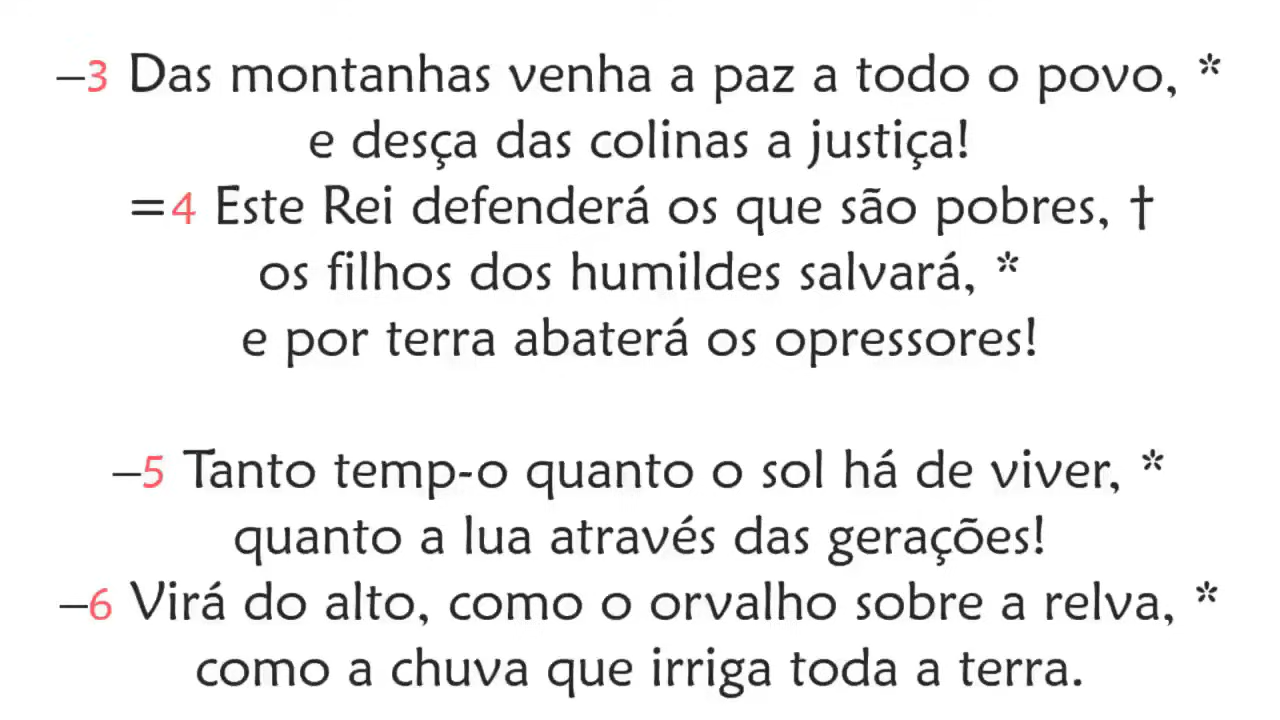 –3 Das montanhas venha a paz a todo o povo, *
e desça das colinas a justiça!
=4 Este Rei defenderá os que são pobres, †
os filhos dos humildes salvará, *
e por terra abaterá os opressores!
–5 Tanto temp-o quanto o sol há de viver, *
quanto a lua através das gerações!
–6 Virá do alto, como o orvalho sobre a relva, *
como a chuva que irriga toda a terra.